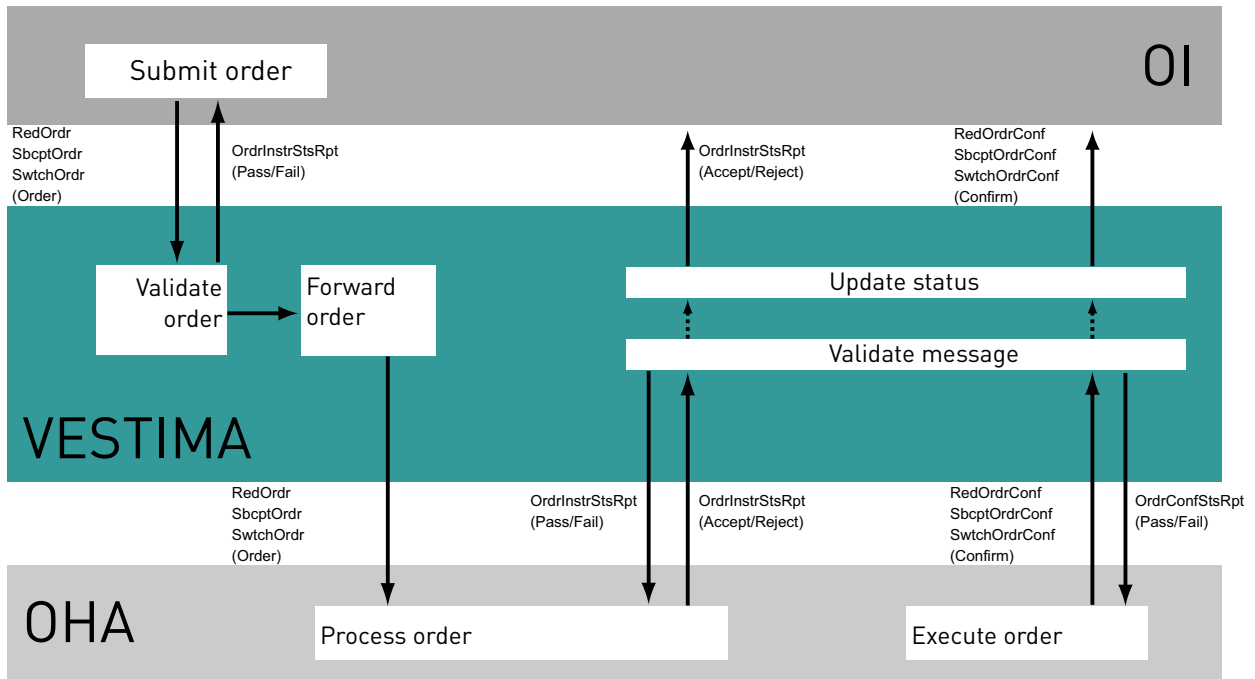 OI
Submit order
RedOrdr
SbcptOrdr
SwtchOrdr
(Order)
OrdrInstrStsRpt
(Pass/Fail)
OrdrInstrStsRpt
(Accept/Reject)
RedOrdrConf
SbcptOrdrConf
SwtchOrdrConf
(Confirm)
Validate
order
Forward
order
Update status
Validate message
VESTIMA
RedOrdr
SbcptOrdr
SwtchOrdr
(Order)
OrdrInstrStsRpt
(Pass/Fail)
OrdrInstrStsRpt
(Accept/Reject)
RedOrdrConf
SbcptOrdrConf
SwtchOrdrConf
(Confirm)
OrdrConfStsRpt
(Pass/Fail)
OHA
Process order
Execute order